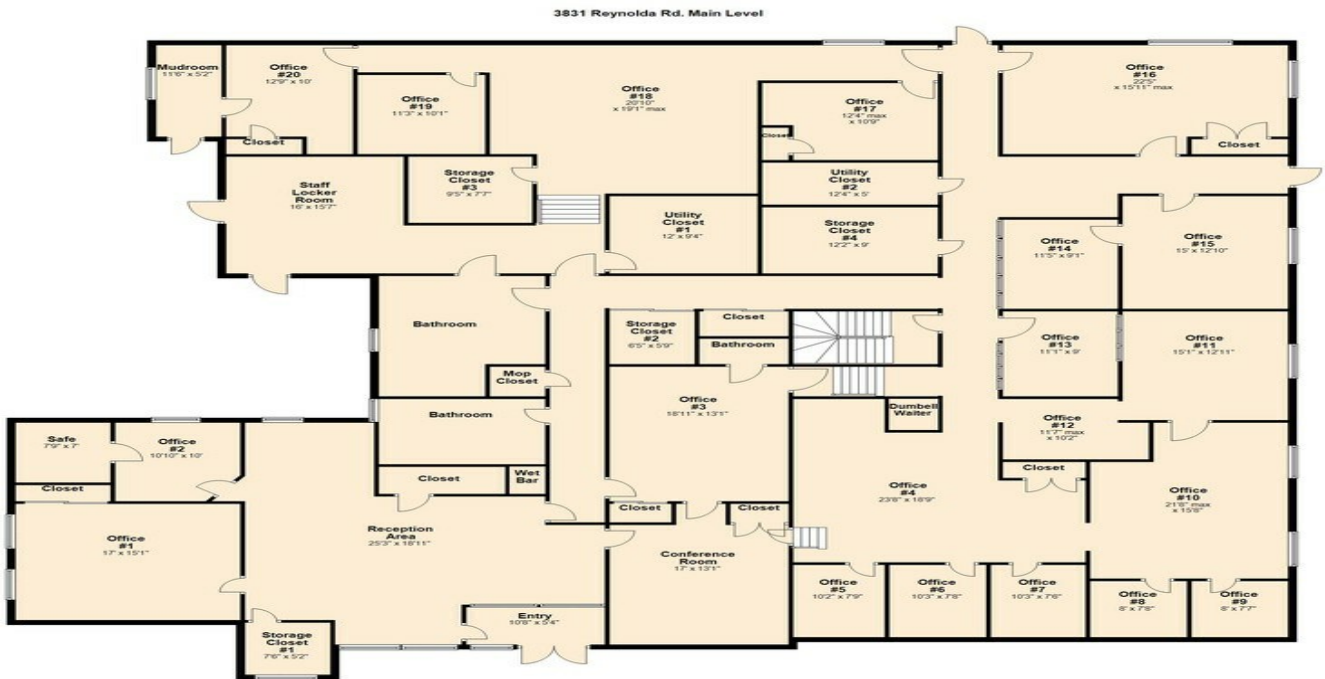 3831 Reynolda Rd. Main Level
Mudroom
11'6" x 5'2"
Office
#20
12'9" x 10'
Closet
Office
#19
11'3" x 10'1"
Office
#18
20'10"
x 19'1" max
Office
#17
12'4" max
x 10'9"
Closet
Office
#16
22'5"
x 15'11" max
Closet
Staff
Locker
Room
16' x 15'7"
Storage
Closet
#3
9'5" x 7'7"
Utility
Closet
#1
12' x 9'4"
Utility
Closet
#2
12'4" x 5'
Storage
Closet
#4
12'2" x 9'
Office
#14
11'5" x 9'1"
Office
#15
15' x 12'10"
Bathroom
Mop
Closet
Storage
Closet
#2
6'5" x 5'9"
Closet
Bathroom
Office
#13
11'1" x 9'
Office
#11
15'1" x 12'11"
Bathroom
Office
#3
18'11" x 13'1"
Dumbell
Waiter
Office
#12
11'7" max
x 10'2"
Safe
7'9" x 7'
Office
#2
10'10" x 10'
Closet
Closet
Wet
Bar
Closet
Office
#4
23'8" x 18'9"
Office
#10
21'8" max
x 15'8"
Office
#1
17' x 15'1"
Reception
Area
25'3" x 18'11"
Closet
Closet
Conference
Room
17' x 13'1"
Entry
10'8" x 5'4"
Storage
Closet
#1
7'6" x 5'2"
Office
#5
10'2" x 7'9"
Office
#6
10'3" x 7'8"
Office
#7
10'3" x 7'6"
Office
#8
8' x 7'8"
Office
#9
8' x 7'7"